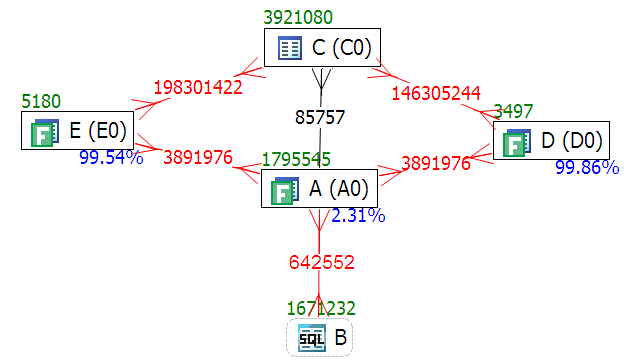 3921080
C (C0)
198301422
146305244
5180
85757
3497
E (E0)
D (D0)
99.54%
3891976
1795545
3891976
99.86%
A (A0)
2.31%
642552
1671232
SQL B